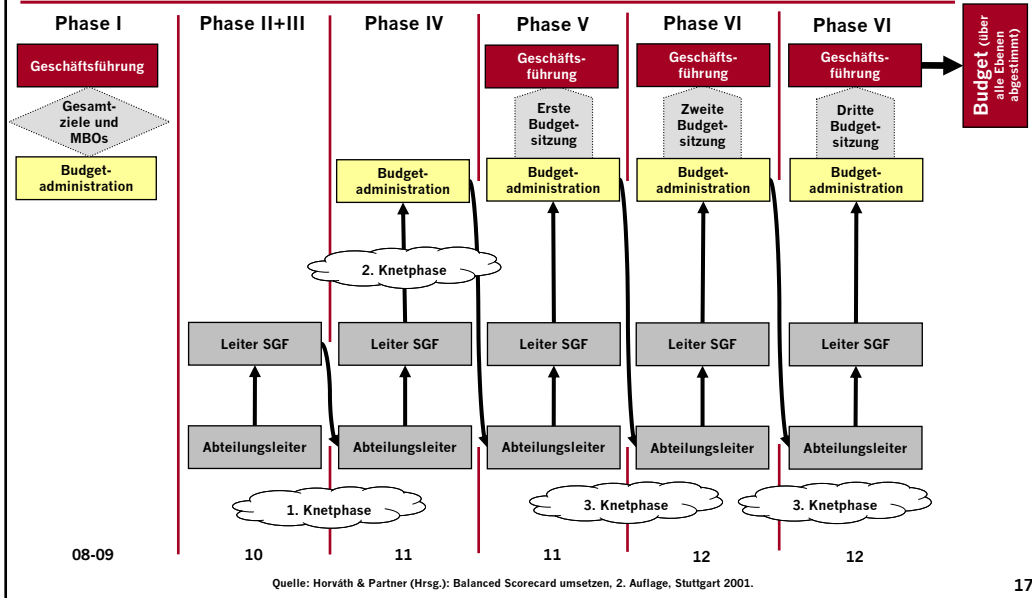 Phase I
Phase II+III
Phase IV
Phase V
Phase VI
Phase VI
Geschäftsführung
Geschäfts-
führung
Geschäfts-
führung
Geschäfts-
führung
Budget (über
alle Ebenen
abgestimmt)
Gesamt-
ziele und
MBOs
Erste
Budget-
sitzung
Zweite
Budget-
sitzung
Dritte
Budget-
sitzung
Budget-
administration
Budget-
administration
Budget-
administration
Budget-
administration
Budget-
administration
2. Knetphase
Leiter SGF
Leiter SGF
Leiter SGF
Leiter SGF
Leiter SGF
Abteilungsleiter
Abteilungsleiter
Abteilungsleiter
Abteilungsleiter
Abteilungsleiter
1. Knetphase
3. Knetphase
3. Knetphase
08-09
10
11
11
12
12
Quelle: Horváth & Partner (Hrsg.): Balanced Scorecard umsetzen, 2. Auflage, Stuttgart 2001.
17